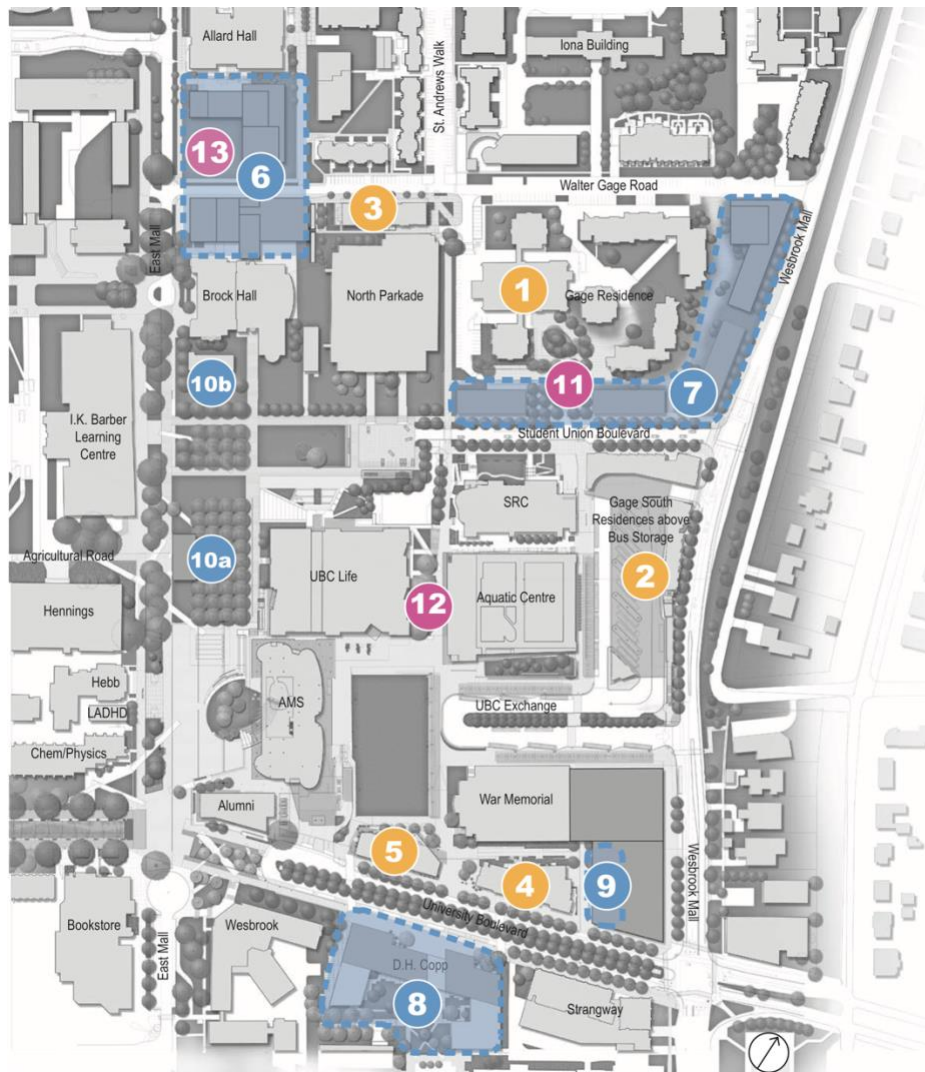 Allard Hall
St. Andrews Walk
Iona Building
13
6
Walter Gage Road
3
Wesbrook Mall
East Mall
Brock Hall
North Parkade
1
Gage Residence
10b
11
7
I.K. Barber
Learning
Centre
Student Union Boulevard
SRC
Gage South
Residences above
Bus Storage
Agricultural Road
10a
UBC Life
12
Aquatic Centre
2
Hennings
Hebb
LADHD
AMS
UBC Exchange
Chem/Physics
Alumni
War Memorial
5
4
9
Wesbrook Mall
University Boulevard
Bookstore
East Mall
Wesbrook
D.H. Copp
8
Strangway